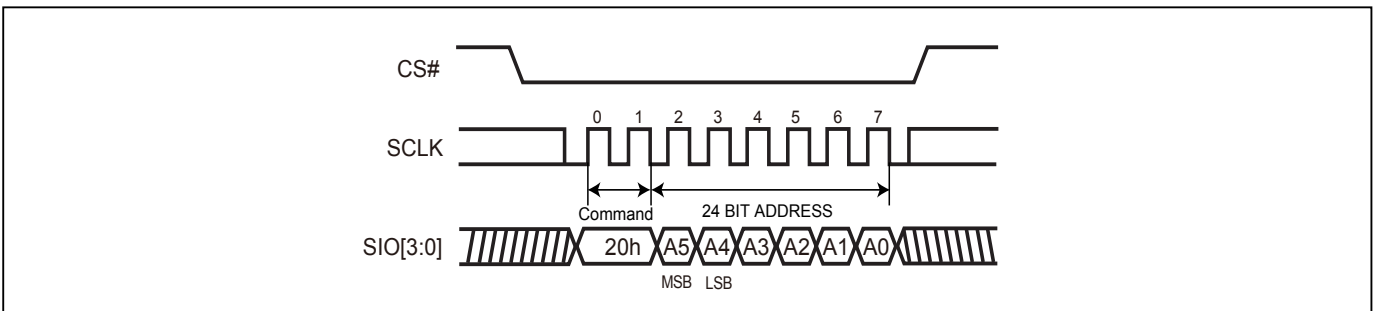 CS#
0 1 2 3 4 5 6 7
SCLK
Command 24 BIT ADDRESS
SIO[3:0] 20h A5 A4 A3 A2 A1 A0
MSB LSB